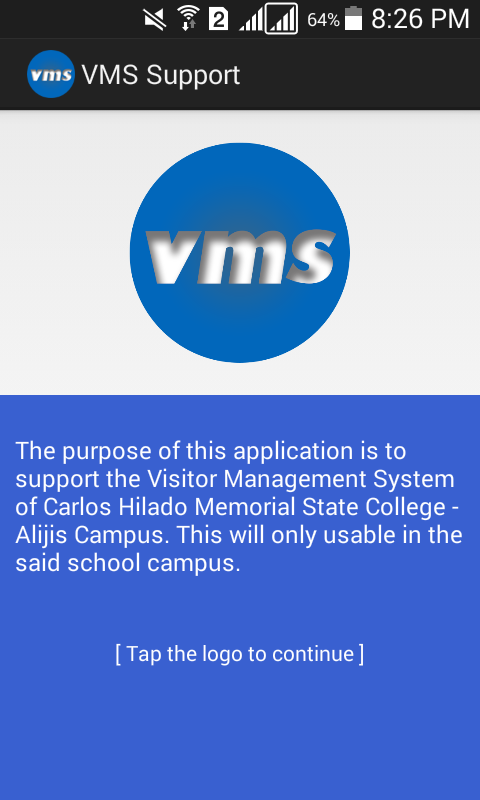 2 64% 8:26 PM
vms VMS Support
vms
The purpose of this application is to
support the Visitor Management System
of Carlos Hilado Memorial State College -
Alijis Campus. This will only usable in the
said school campus.
[ Tap the logo to continue ]